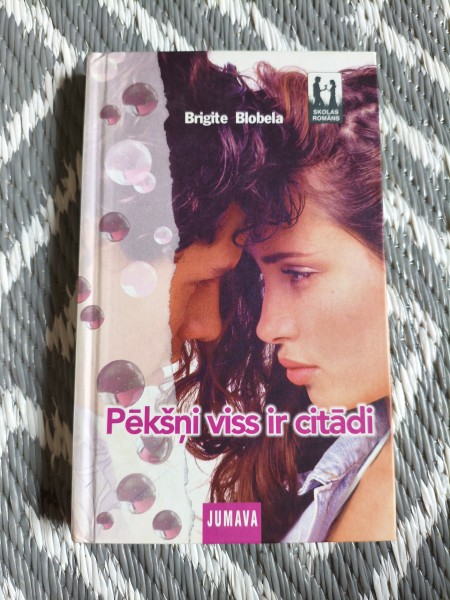 Brigite Blobela
SKOLAS
ROMĀNS
Pēkšņi viss ir citādi
JUMAVA